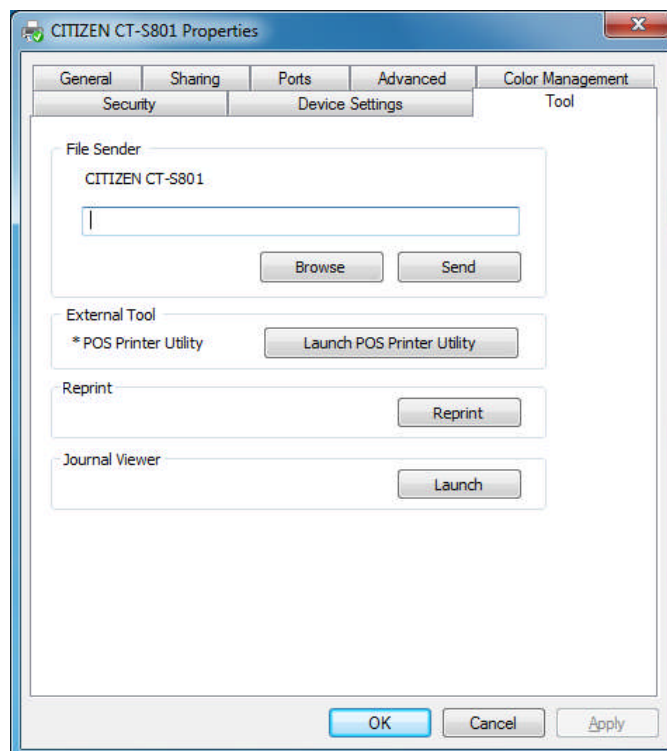 CITIZEN CT-S801 Properties
General Sharing Ports Advanced Color Management
Security Device Settings Tool
File Sender
CITIZEN CT-S801
Browse Send
External Tool
* POS Printer Utility Launch POS Printer Utility
Reprint
Reprint
Journal Viewer
Launch
OK Cancel Apply